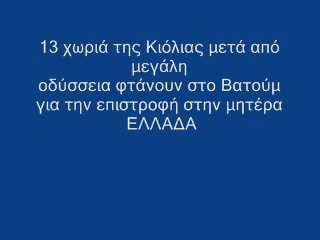 13 χωριά της Κιόλιας μετά από
μεγάλη
οδύσσεια φτάνουν στο Βατούμ
για την επιστροφή στην μητέρα
ΕΛΛΑΔΑ